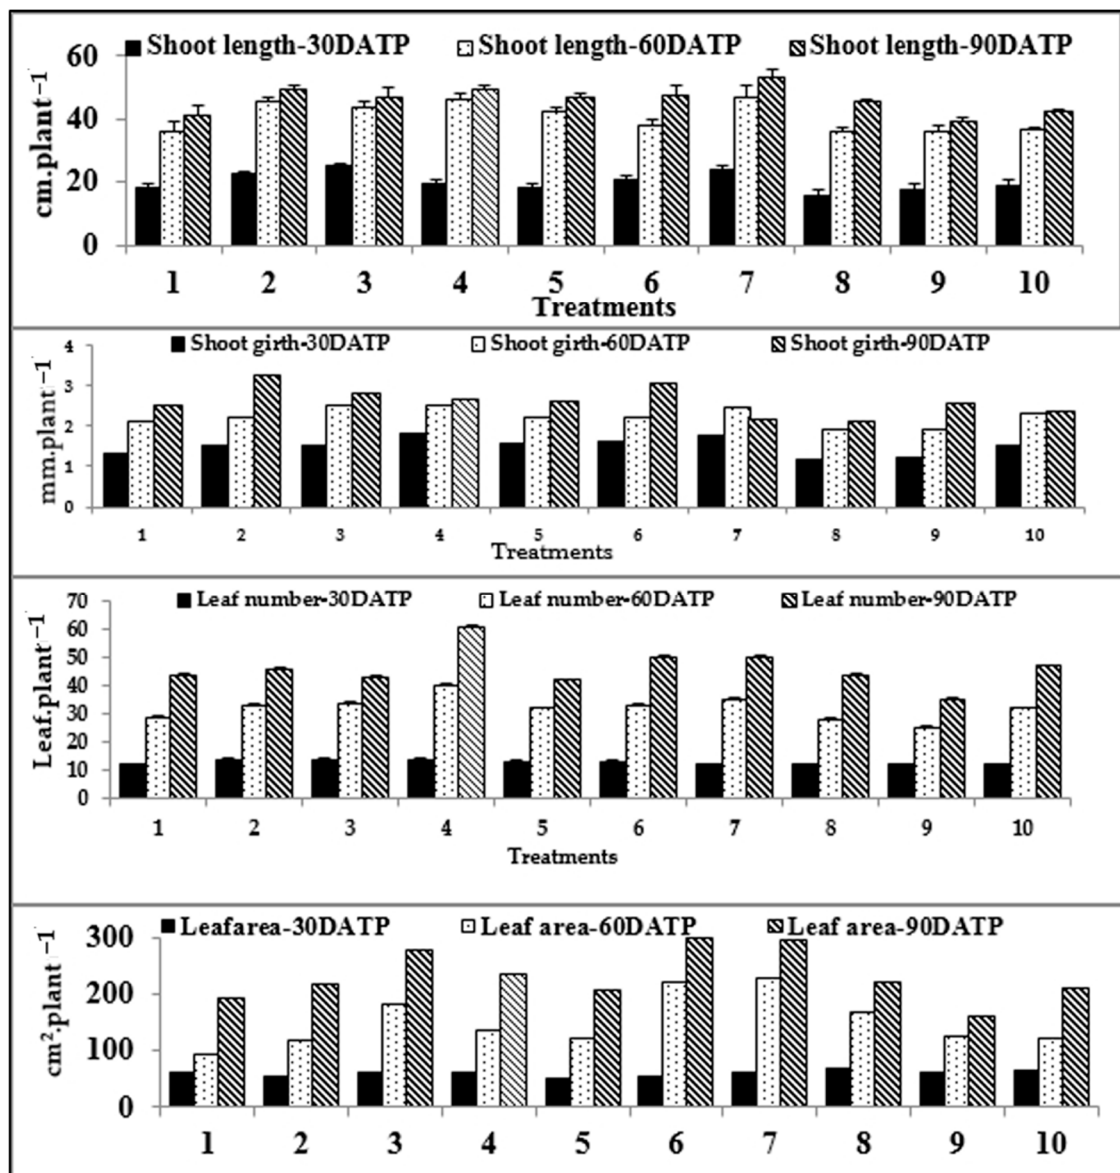 Shoot length-30DATP Shoot length-60DATP Shoot length-90DATP
cm.plant⁻¹
60
40
20
0
1 2 3 4 5 6 7 8 9 10
Treatments
Shoot girth-30DATP Shoot girth-60DATP Shoot girth-90DATP
mm.plant⁻¹
4
3
2
1
0
1 2 3 4 5 6 7 8 9 10
Treatments
Leaf number-30DATP Leaf number-60DATP Leaf number-90DATP
Leaf.plant⁻¹
70
60
50
40
30
20
10
0
1 2 3 4 5 6 7 8 9 10
Treatments
Leafarea-30DATP Leaf area-60DATP Leaf area-90DATP
cm².plant⁻¹
300
200
100
0
1 2 3 4 5 6 7 8 9 10